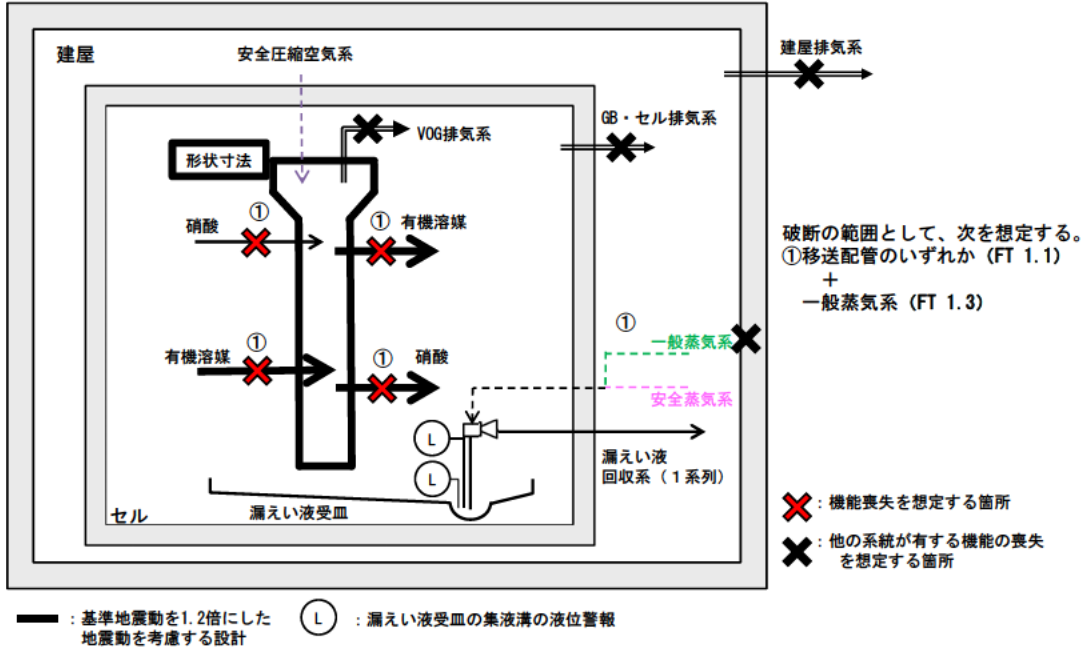 建屋
安全圧縮空気系
建屋排気系
GB・セル排気系
VOG排気系
形状寸法
硝酸
①
①
有機溶媒
破断の範囲として、次を想定する。
①移送配管のいずれか（FT 1.1）
＋
一般蒸気系（FT 1.3）
有機溶媒
①
①
硝酸
①
一般蒸気系
安全蒸気系
L
L
漏えい液
回収系（１系列）
セル
漏えい液受皿
：機能喪失を想定する箇所
：他の系統が有する機能の喪失
を想定する箇所
：基準地震動を1.2倍にした
地震動を考慮する設計
L
：漏えい液受皿の集液溝の液位警報